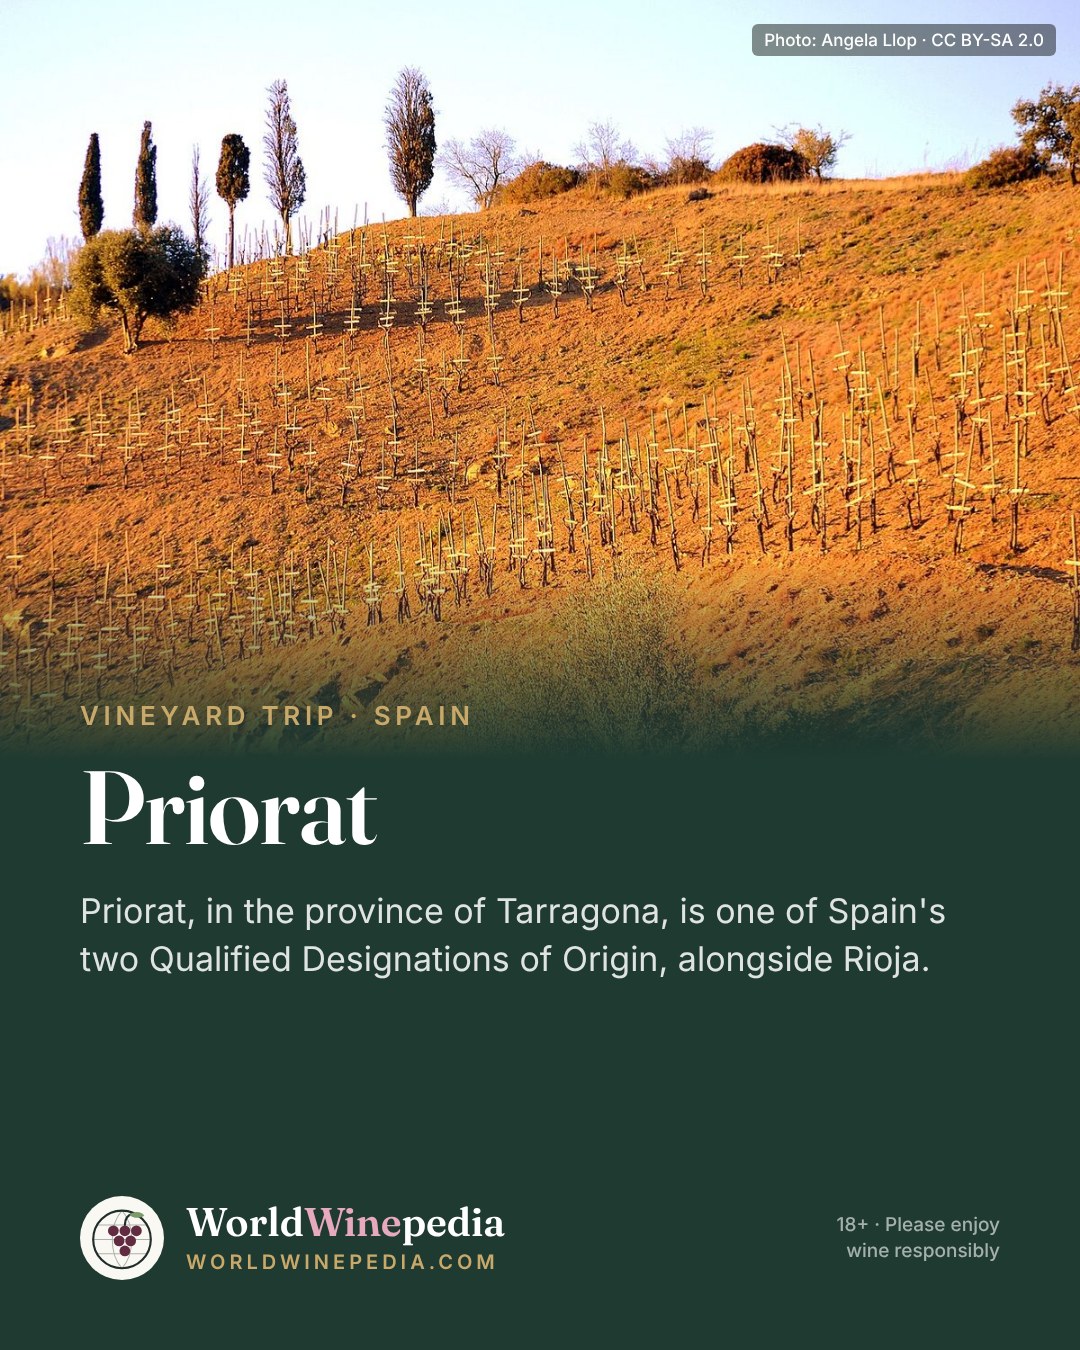 Photo: Angela Llop · CC BY-SA 2.0
VINEYARD TRIP · SPAIN
Priorat
Priorat, in the province of Tarragona, is one of Spain's
two Qualified Designations of Origin, alongside Rioja.
WorldWinepedia
WORLDWINEPEDIA.COM
18+ · Please enjoy
wine responsibly